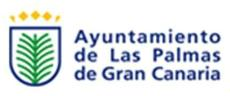 Ayuntamiento
de Las Palmas
de Gran Canaria